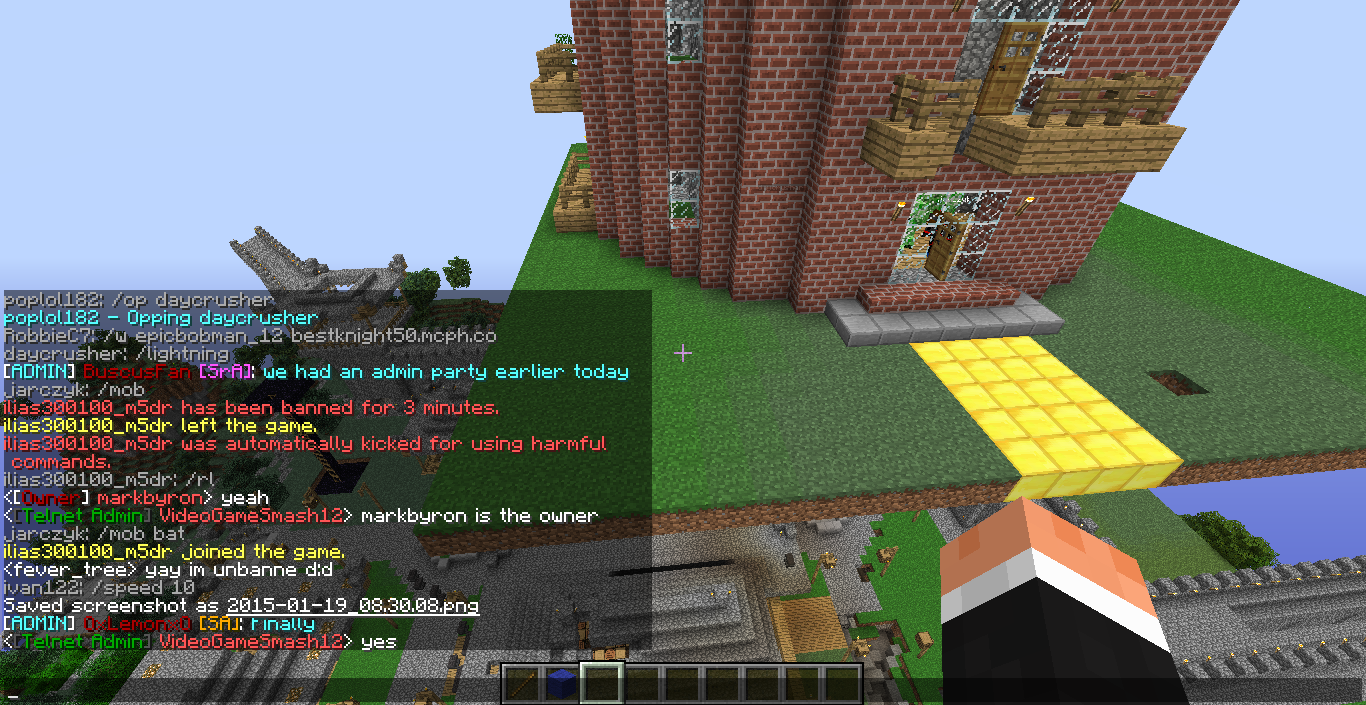 poplol182: /op daycrusher
poplol182 - Opping daycrusher
RobbieC7: /w epicbobman_12 bestknight50.mcph.co
daycrusher: /lightning
[ADMIN] BuscusFan [SrA]: we had an admin party earlier today
jarczyk: /mob
ilias300100_m5dr has been banned for 3 minutes.
ilias300100_m5dr left the game.
ilias300100_m5dr was automatically kicked for using harmful
commands.
ilias300100_m5dr: /rl
<[Owner] markbyron> yeah
<[Telnet Admin] VideoGameSmash12> markbyron is the owner
jarczyk: /mob bat
ilias300100_m5dr joined the game.
<fever_tree> yay im unbanne d:d
ivan122: /speed 10
Saved screenshot as 2015-01-19_08.30.08.png
[ADMIN] 0xLemonx0 [SA]: Finally
<[Telnet Admin] VideoGameSmash12> yes
_